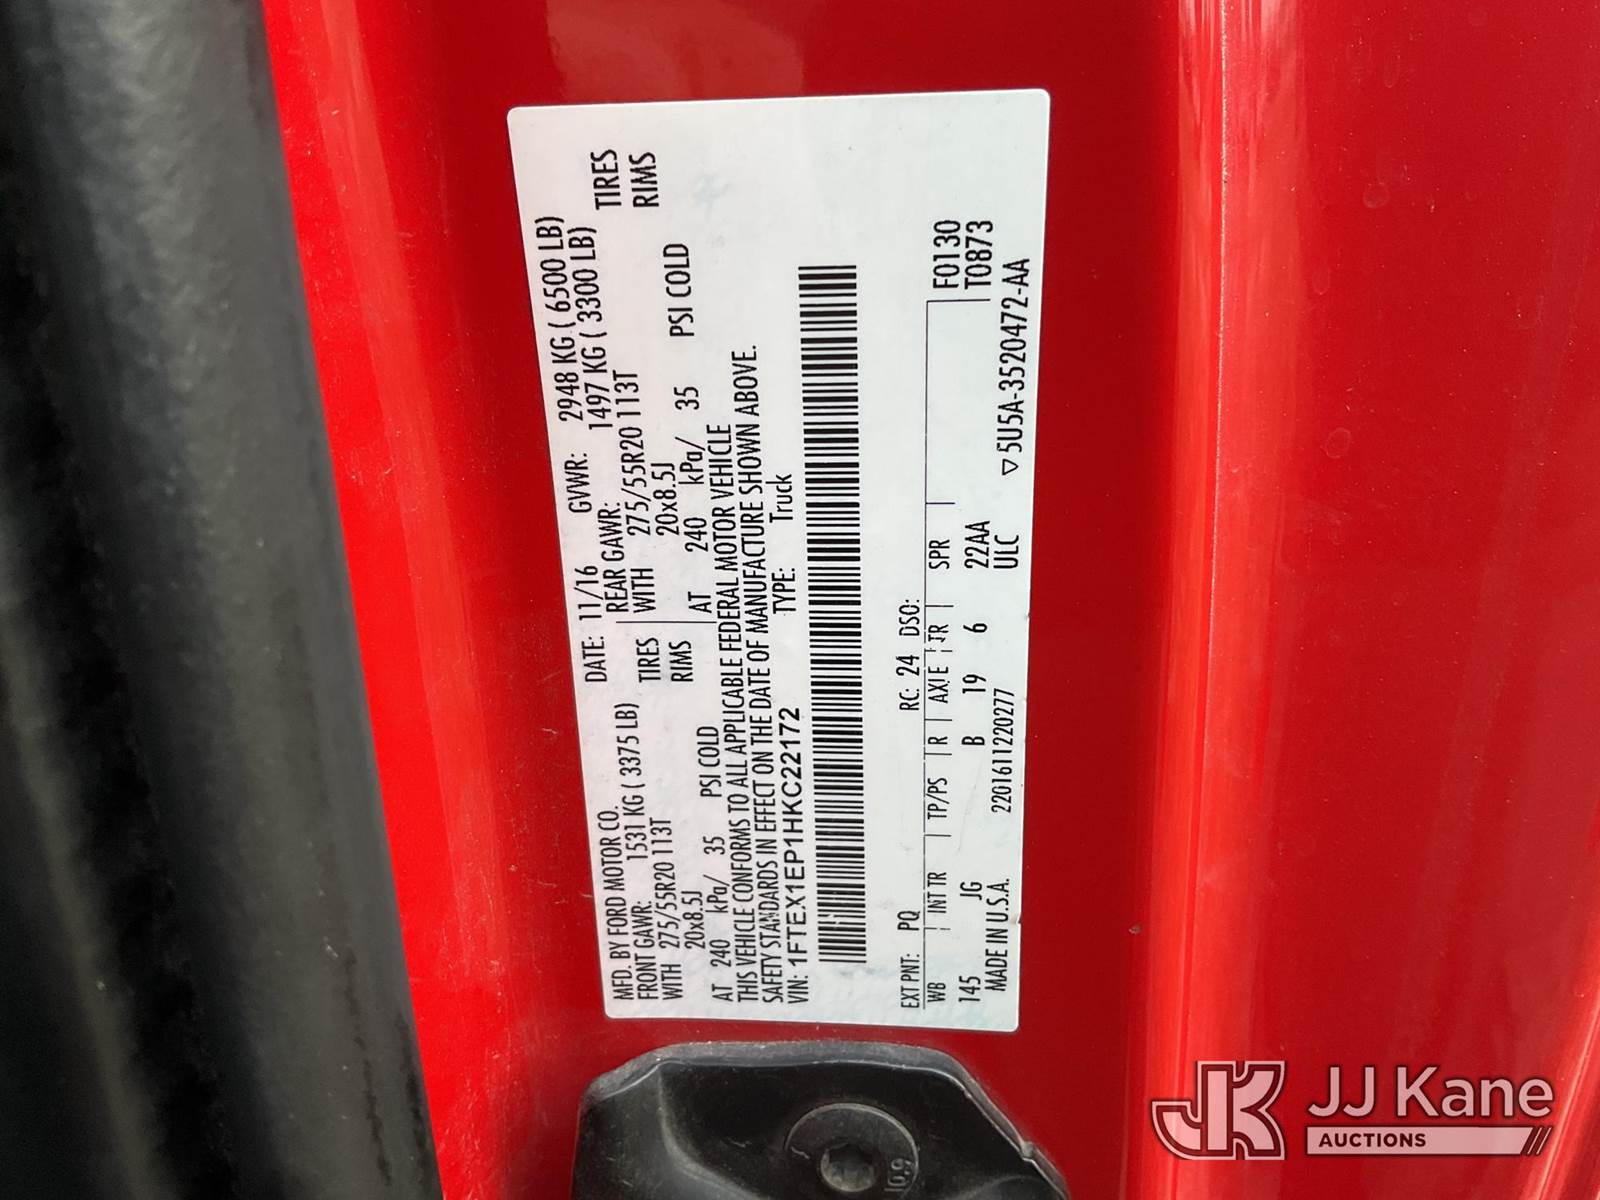 MFD. BY FORD MOTOR CO.
DATE: 11/16 GVWR: 2948 KG ( 6500 LB)
FRONT GAWR: 1531 KG ( 3375 LB) REAR GAWR: 1497 KG ( 3300 LB)
WITH 275/55R20 113T TIRES WITH 275/55R20 113T TIRES
20x8.5J RIMS 20x8.5J RIMS
AT 240 kPa/ 35 PSI COLD AT 240 kPa/ 35 PSI COLD
THIS VEHICLE CONFORMS TO ALL APPLICABLE FEDERAL MOTOR VEHICLE
SAFETY STANDARDS IN EFFECT ON THE DATE OF MANUFACTURE SHOWN ABOVE.
VIN: 1FTEX1EP1HKC22172 TYPE: Truck
EXT PNT: PQ RC: 24 DSO:
WB INT TR TP/PS R AXLE TR SPR F0130
145 JG B 19 6 22AA T0873
MADE IN U.S.A. 2201611220277 ULC ▽5U5A-3520472-AA
10.9
JK JJ Kane
AUCTIONS